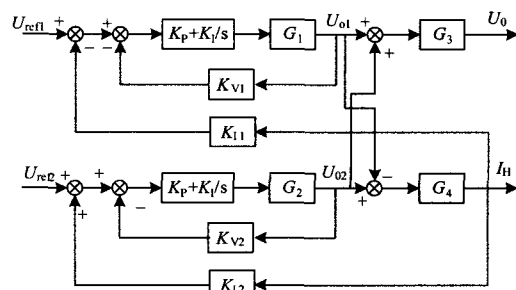 U_ref1 + + K_P+K_I/s G_1 U_o1 + G_3 U_0
− − +
K_V1
K_I1
U_ref2 + + K_P+K_I/s G_2 U_02 − G_4 I_H
+ − +
K_V2
K_I2